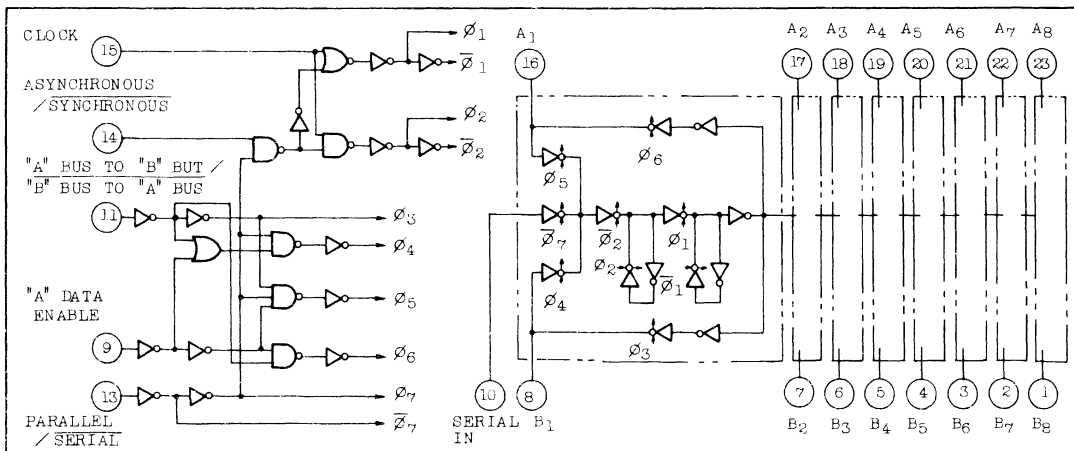 CLOCK
15
ASYNCHRONOUS
/SYNCHRONOUS
14
"A" BUS TO "B" BUT /
"B" BUS TO "A" BUS
11
"A" DATA
ENABLE
9
13
PARALLEL
/SERIAL
Ø1
Ø̅1
Ø2
Ø̅2
Ø3
Ø4
Ø5
Ø6
Ø7
Ø̅7
A1 A2 A3 A4 A5 A6 A7 A8
16 17 18 19 20 21 22 23
Ø6
Ø5
Ø̅7 Ø̅2 Ø1
Ø2 Ø̅1
Ø4
Ø3
10 8 7 6 5 4 3 2 1
SERIAL B1 B2 B3 B4 B5 B6 B7 B8
IN